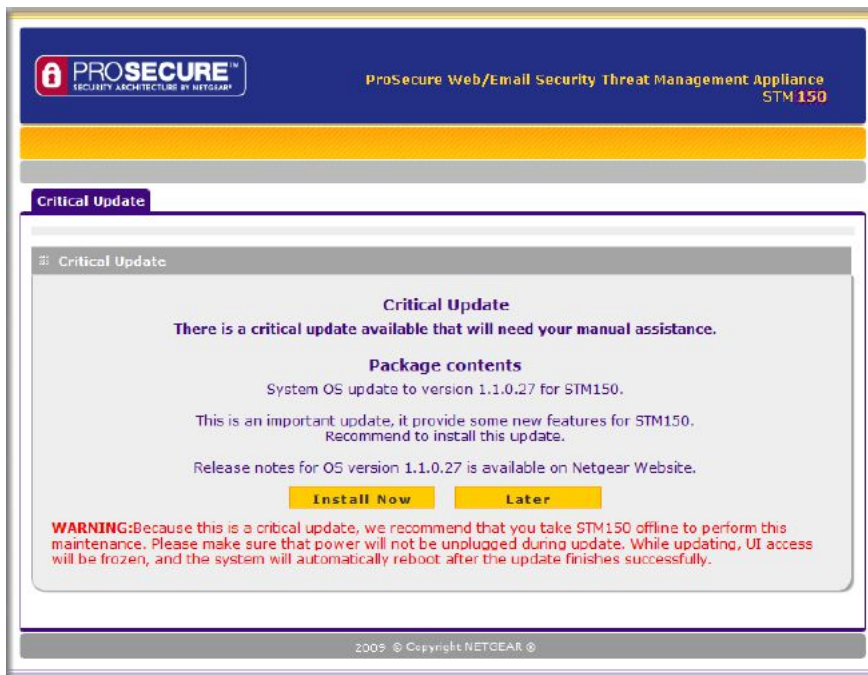 PROSECURE™
SECURITY ARCHITECTURE BY NETGEAR®
ProSecure Web/Email Security Threat Management Appliance
STM 150
Critical Update
Critical Update
Critical Update
There is a critical update available that will need your manual assistance.
Package contents
System OS update to version 1.1.0.27 for STM150.
This is an important update, it provide some new features for STM150.
Recommend to install this update.
Release notes for OS version 1.1.0.27 is available on Netgear Website.
Install Now
Later
WARNING:Because this is a critical update, we recommend that you take STM150 offline to perform this
maintenance. Please make sure that power will not be unplugged during update. While updating, UI access
will be frozen, and the system will automatically reboot after the update finishes successfully.
2009 © Copyright NETGEAR ®